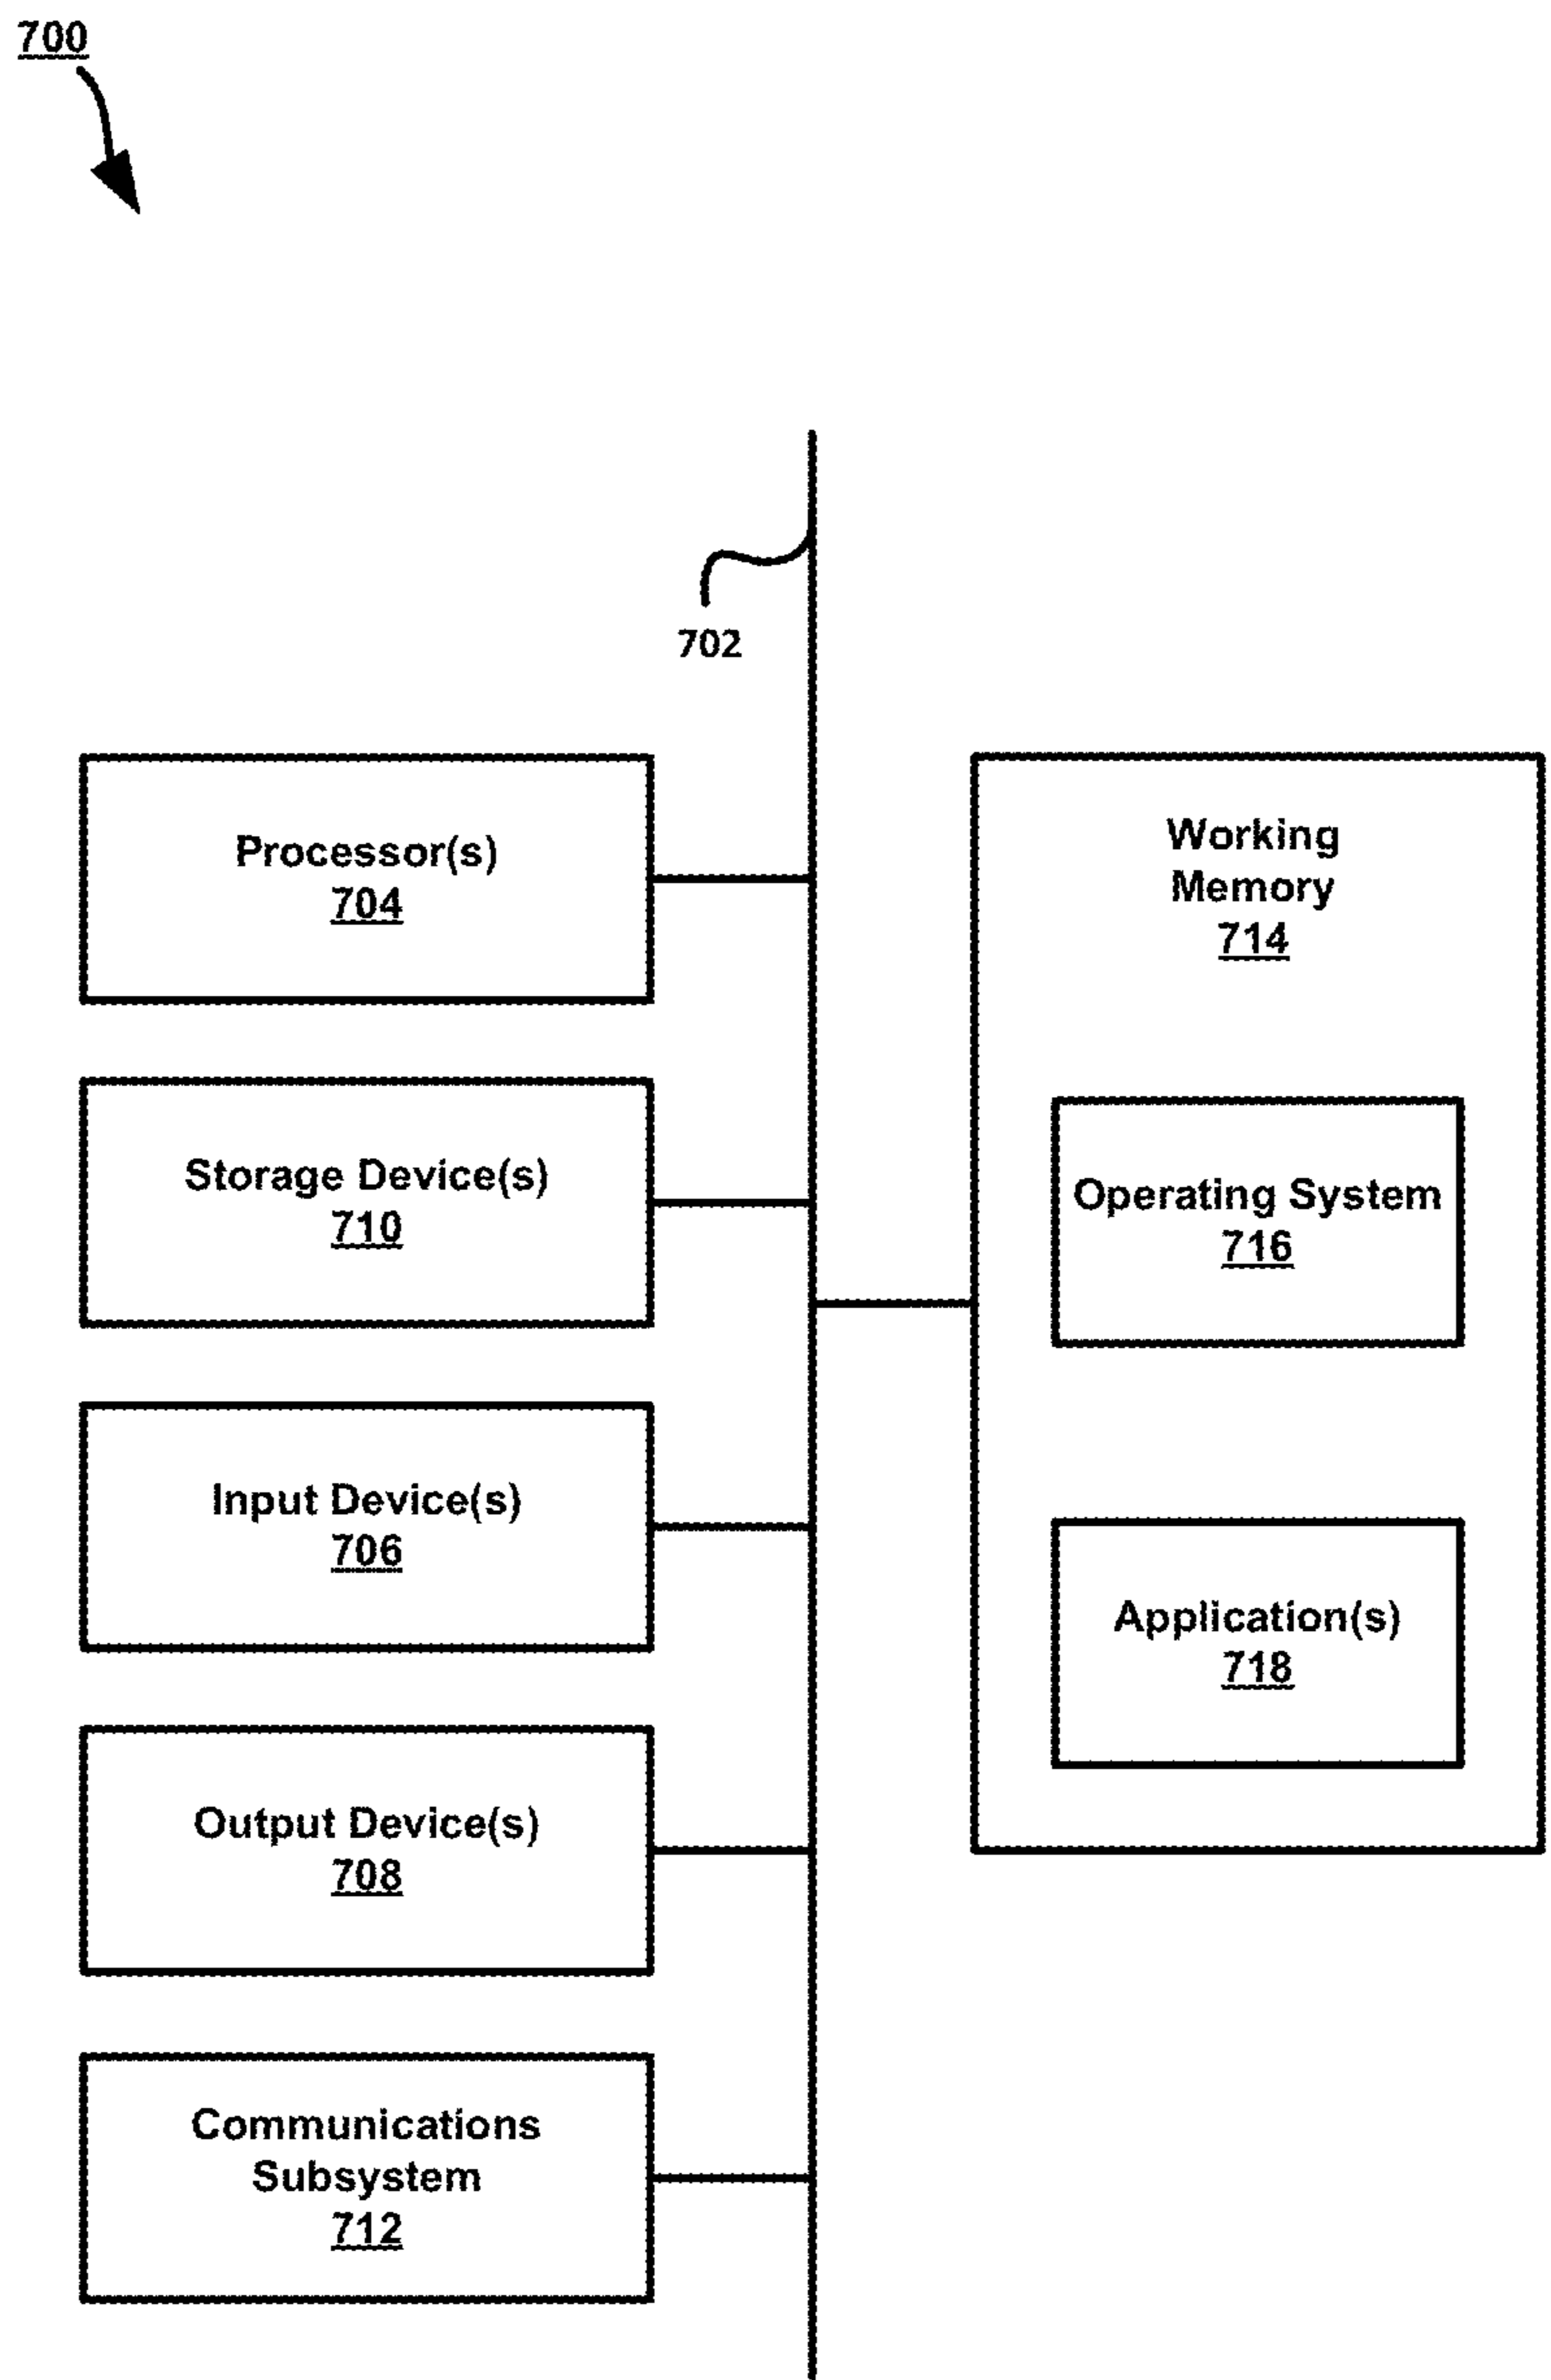 700
702
Processor(s)
704
Storage Device(s)
710
Input Device(s)
706
Output Device(s)
708
Communications
Subsystem
712
Working
Memory
714
Operating System
716
Application(s)
718